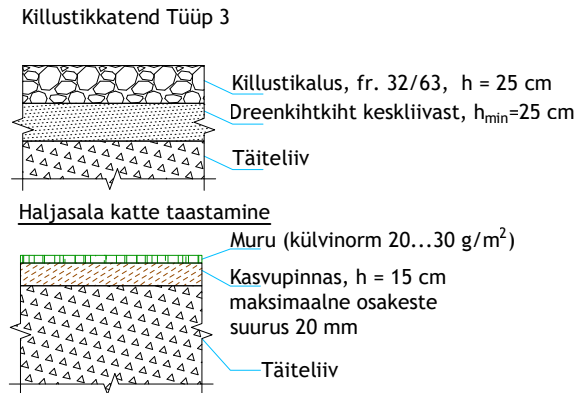 Killustikkatend Tüüp 3
Killustikalus, fr. 32/63, h = 25 cm
Dreenkihtkiht keskliivast, hmin=25 cm
Täiteliiv
Haljasala katte taastamine
Muru (külvinorm 20...30 g/m²)
Kasvupinnas, h = 15 cm
maksimaalne osakeste
suurus 20 mm
Täiteliiv